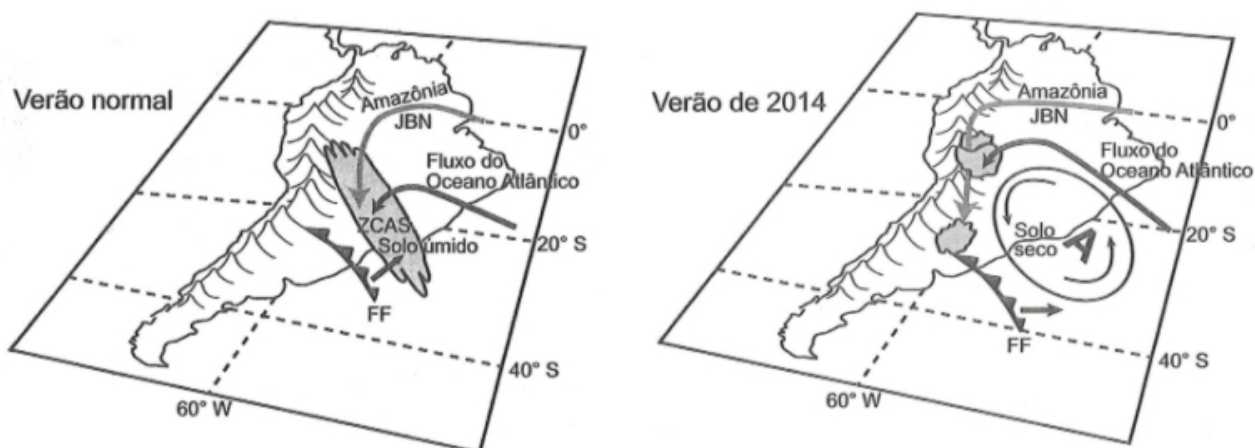 Verão normal
Amazônia
JBN
Fluxo do
Oceano Atlântico
ZCAS
Solo úmido
FF
0°
20° S
40° S
60° W
Verão de 2014
Amazônia
JBN
Fluxo do
Oceano Atlântico
Solo
seco
A
FF
0°
20° S
40° S
60° W